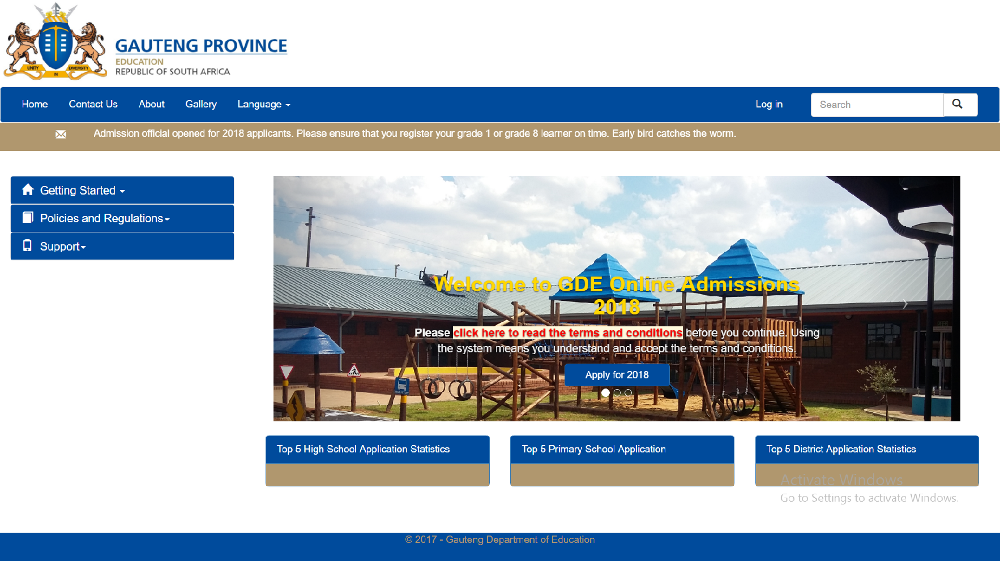 UNITY IN DIVERSITY
GAUTENG PROVINCE
EDUCATION
REPUBLIC OF SOUTH AFRICA
Home Contact Us About Gallery Language Log in Search
Admission official opened for 2018 applicants. Please ensure that you register your grade 1 or grade 8 learner on time. Early bird catches the worm.
Getting Started
Policies and Regulations
Support
Welcome to GDE Online Admissions
2018
Please click here to read the terms and conditions before you continue. Using
the system means you understand and accept the terms and conditions.
Apply for 2018
BUS STOP
Top 5 High School Application Statistics
Top 5 Primary School Application
Top 5 District Application Statistics
Activate Windows
Go to Settings to activate Windows.
© 2017 - Gauteng Department of Education